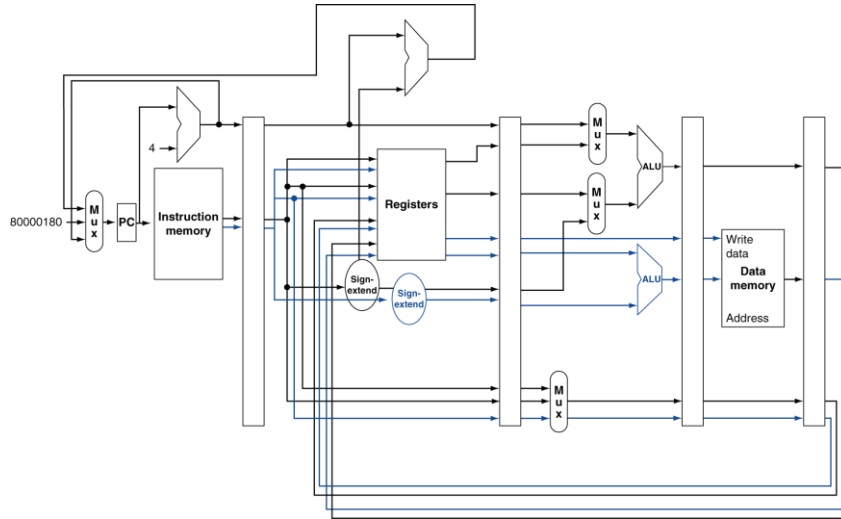 4
80000180
M
u
x
PC
Instruction
memory
Registers
Sign-
extend
Sign-
extend
M
u
x
M
u
x
ALU
ALU
M
u
x
Write
data
Data
memory
Address